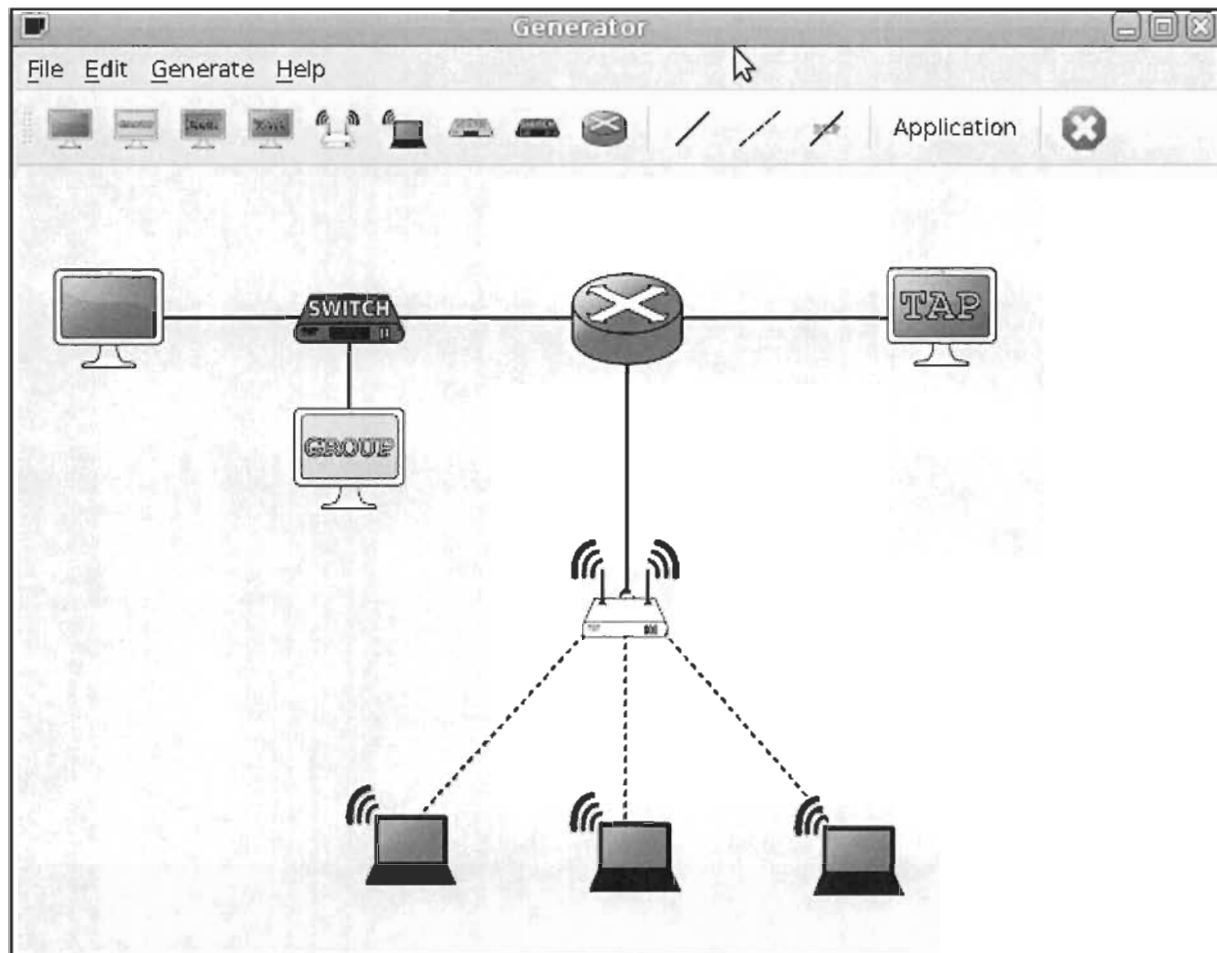 Generator
File Edit Generate Help
Application
SWITCH
TAP
GROUP